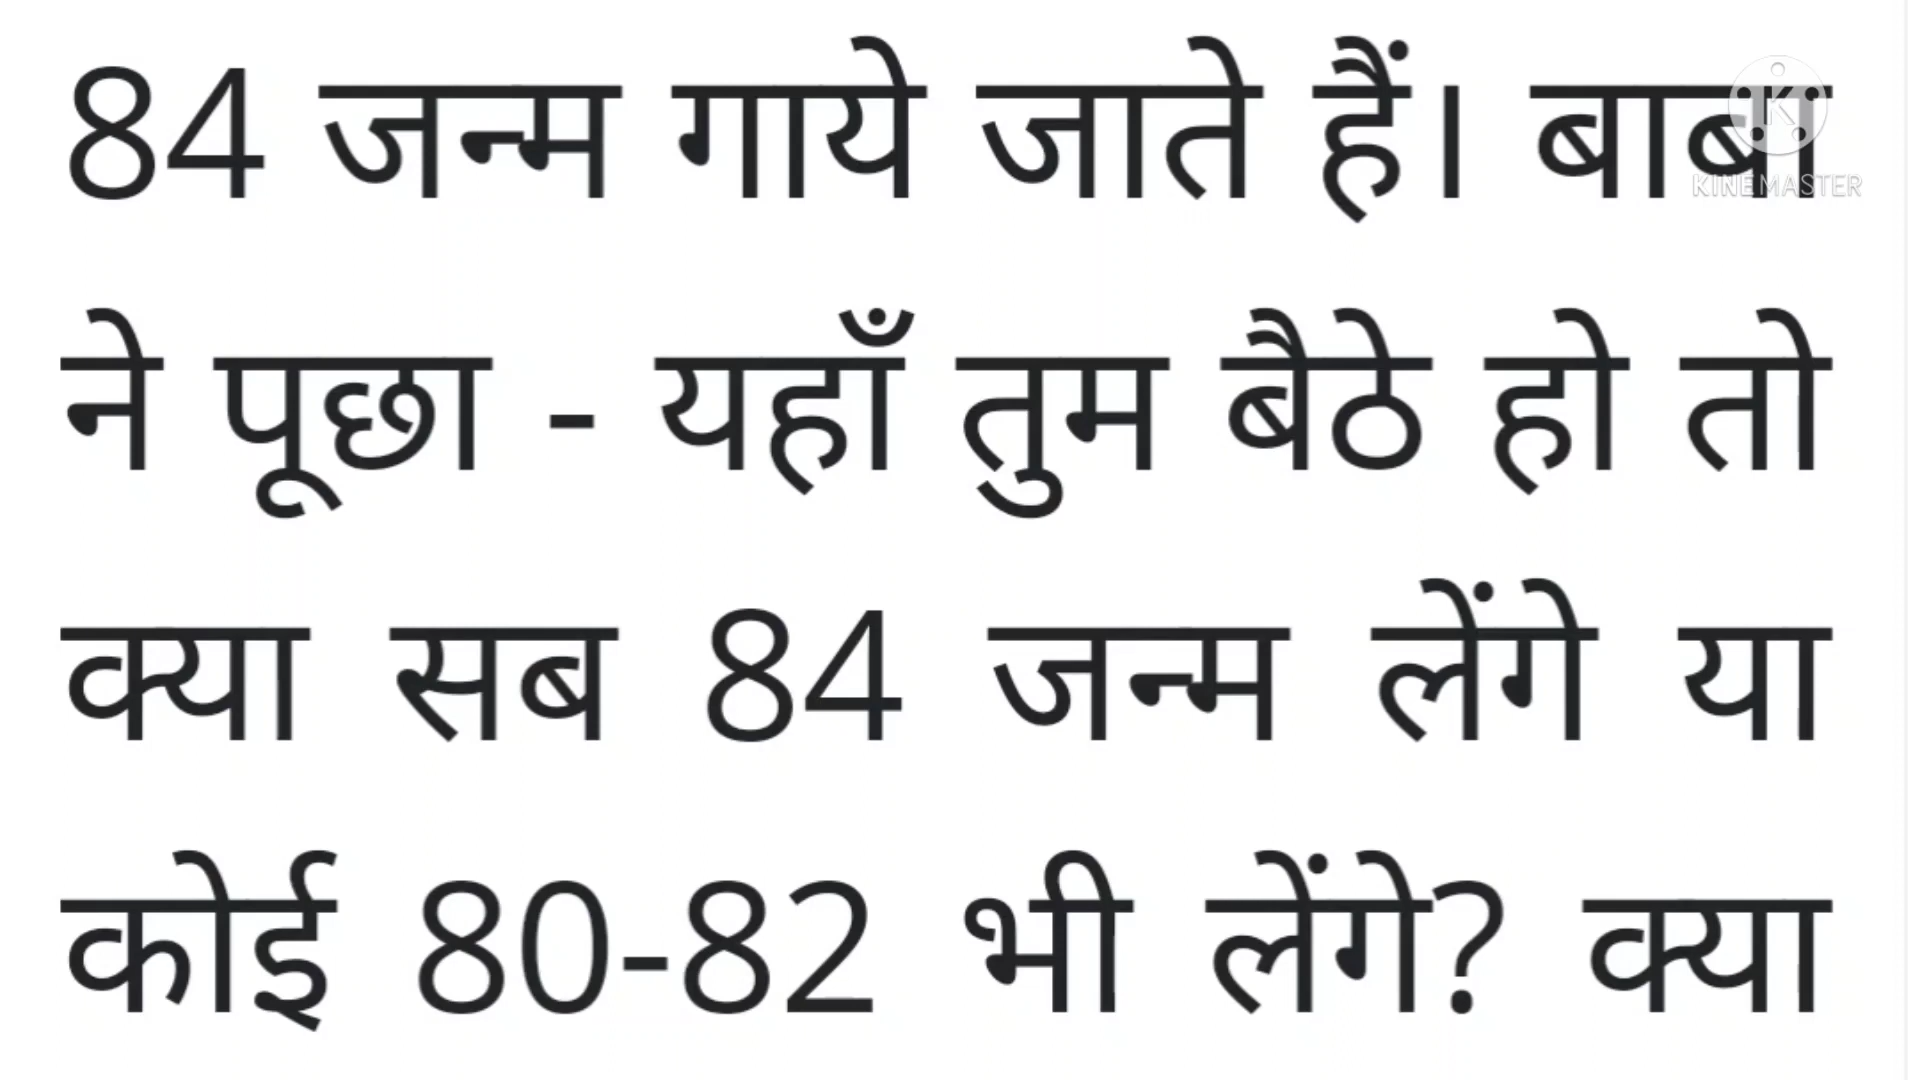 84 जन्म गाये जाते हैं। बाबा
KINEMASTER
ने पूछा - यहाँ तुम बैठे हो तो
क्या सब 84 जन्म लेंगे या
कोई 80-82 भी लेंगे? क्या